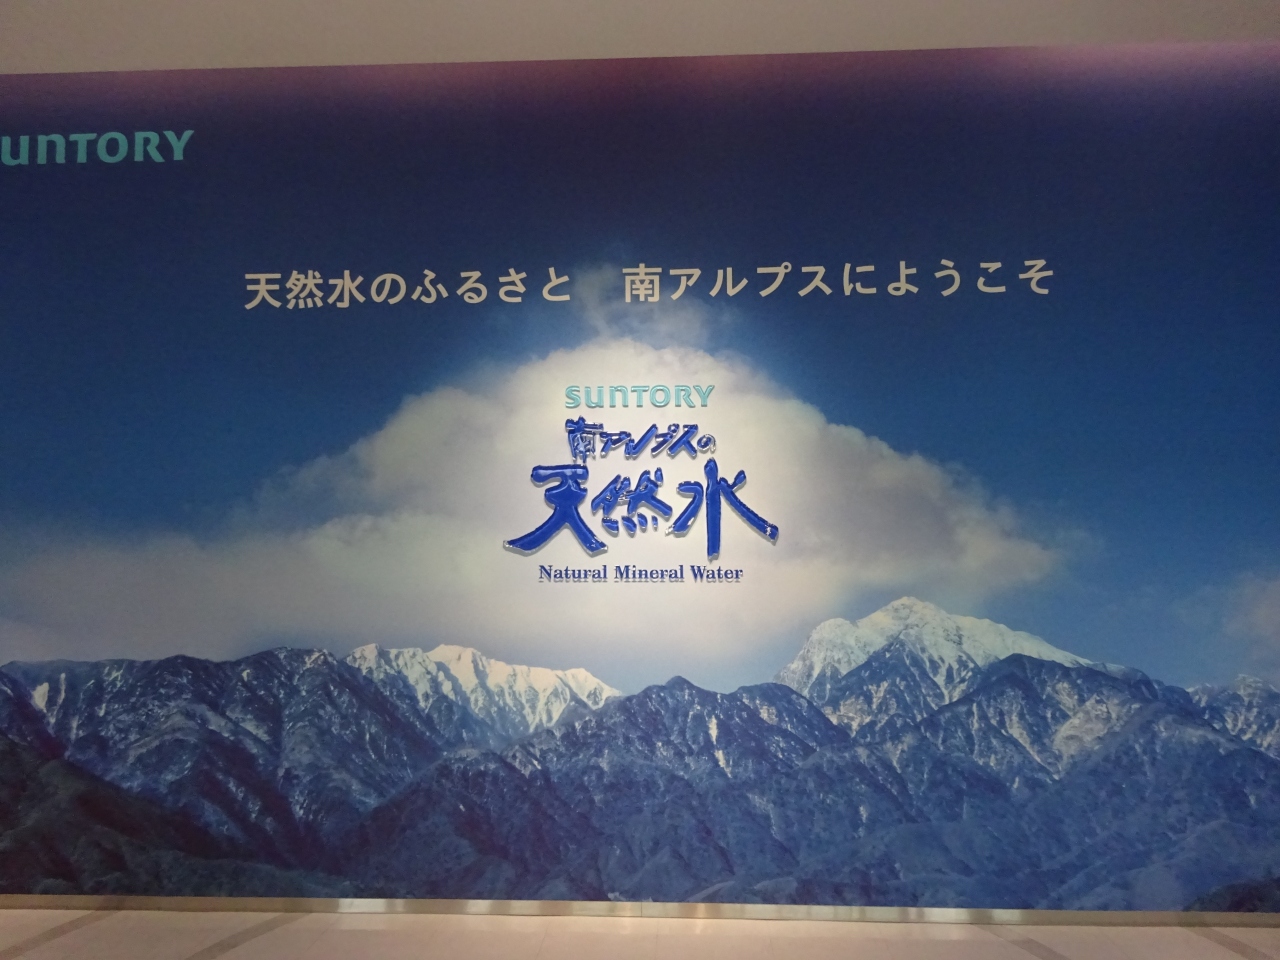 SUNTORY
天然水のふるさと　南アルプスにようこそ
SUNTORY
南アルプスの
天然水
Natural Mineral Water